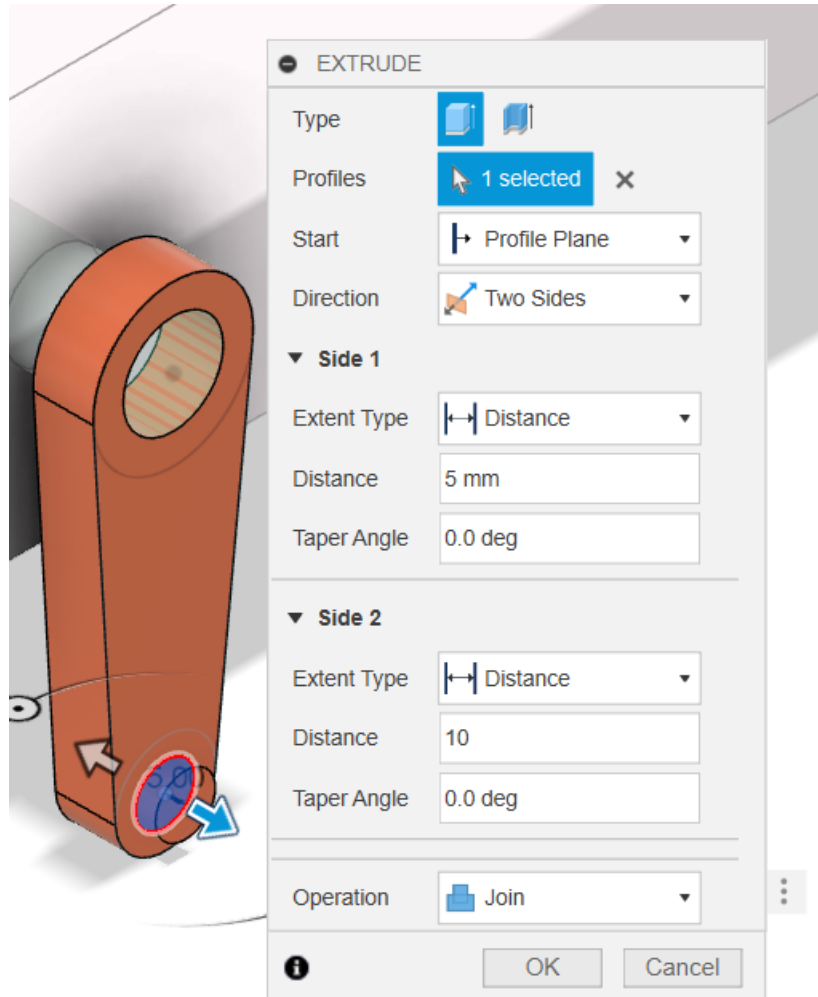 EXTRUDE
Type
Profiles 1 selected
Start Profile Plane
Direction Two Sides
Side 1
Extent Type Distance
Distance 5 mm
Taper Angle 0.0 deg
Side 2
Extent Type Distance
Distance 10
Taper Angle 0.0 deg
Operation Join
OK Cancel